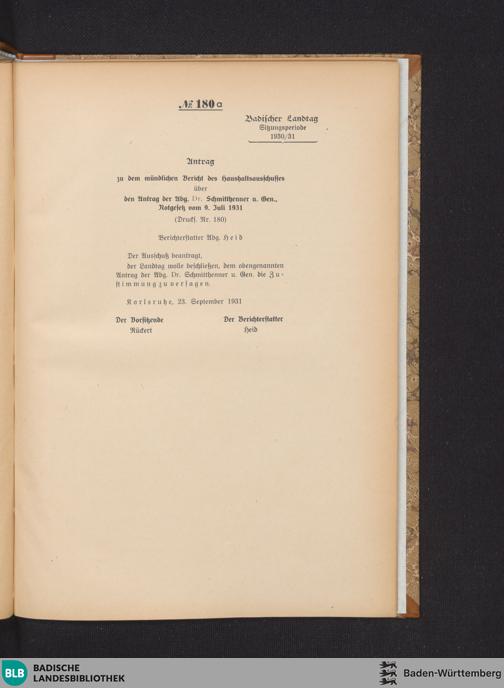 № 180a
Badischer Landtag
Sitzungsperiode
1930/31
Antrag
zu dem mündlichen Bericht des Haushaltsausschusses
über
den Antrag der Abg. Dr. Schmitthenner u. Gen.,
Notgesetz vom 9. Juli 1931
(Drucks. Nr. 180)
Berichterstatter Abg. Heid
Der Ausschuß beantragt,
der Landtag wolle beschließen, dem obengenannten
Antrag der Abg. Dr. Schmitthenner u. Gen. die Zu-
stimmung zu versagen.
Karlsruhe, 23. September 1931
Der Vorsitzende Der Berichterstatter
Rückert Heid
BLB BADISCHE
LANDESBIBLIOTHEK
Baden-Württemberg